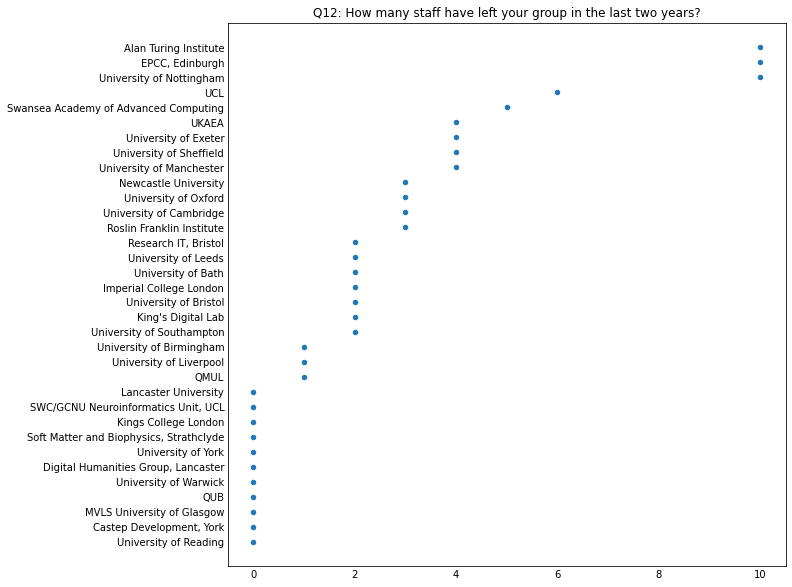 Q12: How many staff have left your group in the last two years?
Alan Turing Institute
EPCC, Edinburgh
University of Nottingham
UCL
Swansea Academy of Advanced Computing
UKAEA
University of Exeter
University of Sheffield
University of Manchester
Newcastle University
University of Oxford
University of Cambridge
Roslin Franklin Institute
Research IT, Bristol
University of Leeds
University of Bath
Imperial College London
University of Bristol
King's Digital Lab
University of Southampton
University of Birmingham
University of Liverpool
QMUL
Lancaster University
SWC/GCNU Neuroinformatics Unit, UCL
Kings College London
Soft Matter and Biophysics, Strathclyde
University of York
Digital Humanities Group, Lancaster
University of Warwick
QUB
MVLS University of Glasgow
Castep Development, York
University of Reading
0 2 4 6 8 10